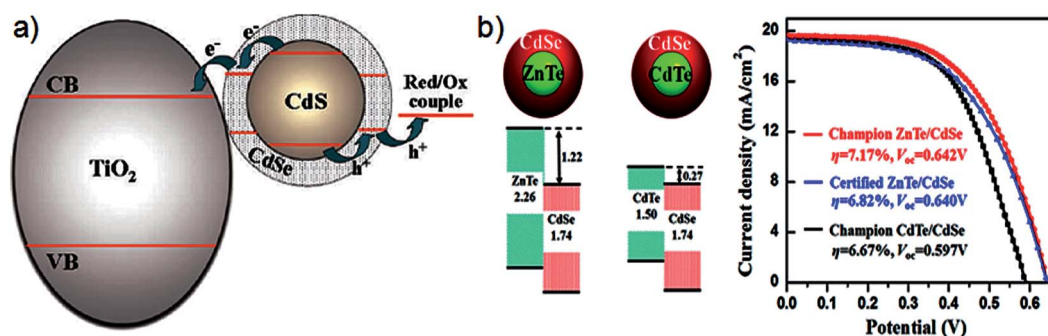 a)
CB
e⁻
e⁻
CdS
Red/Ox
couple
TiO₂
CdSe
h⁺
h⁺
VB
b)
CdSe
ZnTe
CdSe
CdTe
1.22
ZnTe
2.26
CdSe
1.74
0.27
CdTe
1.50
CdSe
1.74
Current density (mA/cm²)
20
16
12
8
4
0
Champion ZnTe/CdSe
η=7.17%, Voc=0.642V
Certified ZnTe/CdSe
η=6.82%, Voc=0.640V
Champion CdTe/CdSe
η=6.67%, Voc=0.597V
0.0 0.1 0.2 0.3 0.4 0.5 0.6
Potential (V)